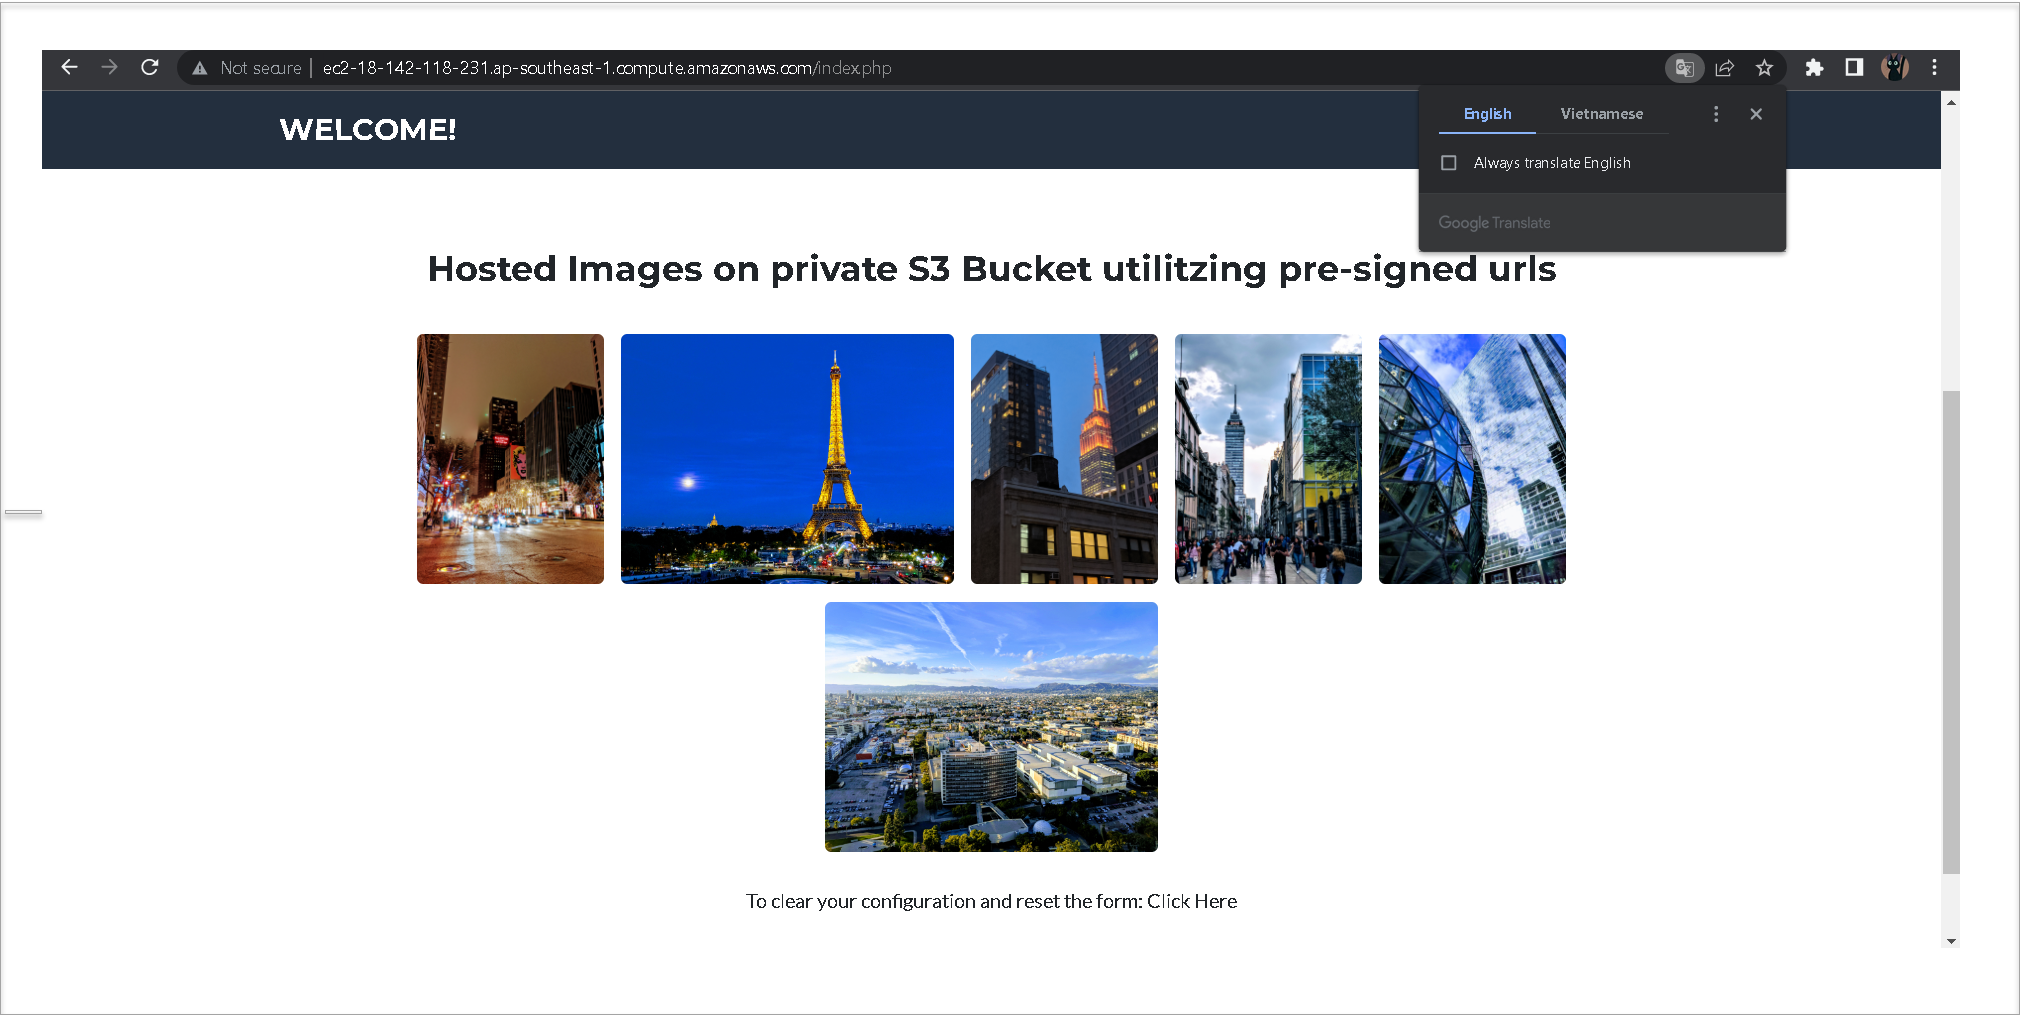 Not secure | ec2-18-142-118-231.ap-southeast-1.compute.amazonaws.com/index.php
English Vietnamese
WELCOME!
Always translate English
Google Translate
Hosted Images on private S3 Bucket utilitzing pre-signed urls
To clear your configuration and reset the form: Click Here